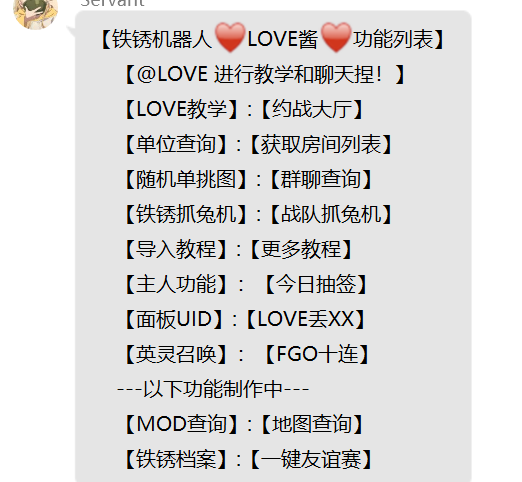 Servant
【铁锈机器人❤️LOVE酱❤️功能列表】
【@LOVE 进行教学和聊天捏！】
【LOVE教学】:【约战大厅】
【单位查询】:【获取房间列表】
【随机单挑图】:【群聊查询】
【铁锈抓兔机】:【战队抓兔机】
【导入教程】:【更多教程】
【主人功能】: 【今日抽签】
【面板UID】:【LOVE丢XX】
【英灵召唤】: 【FGO十连】
---以下功能制作中---
【MOD查询】:【地图查询】
【铁锈档案】:【一键友谊赛】